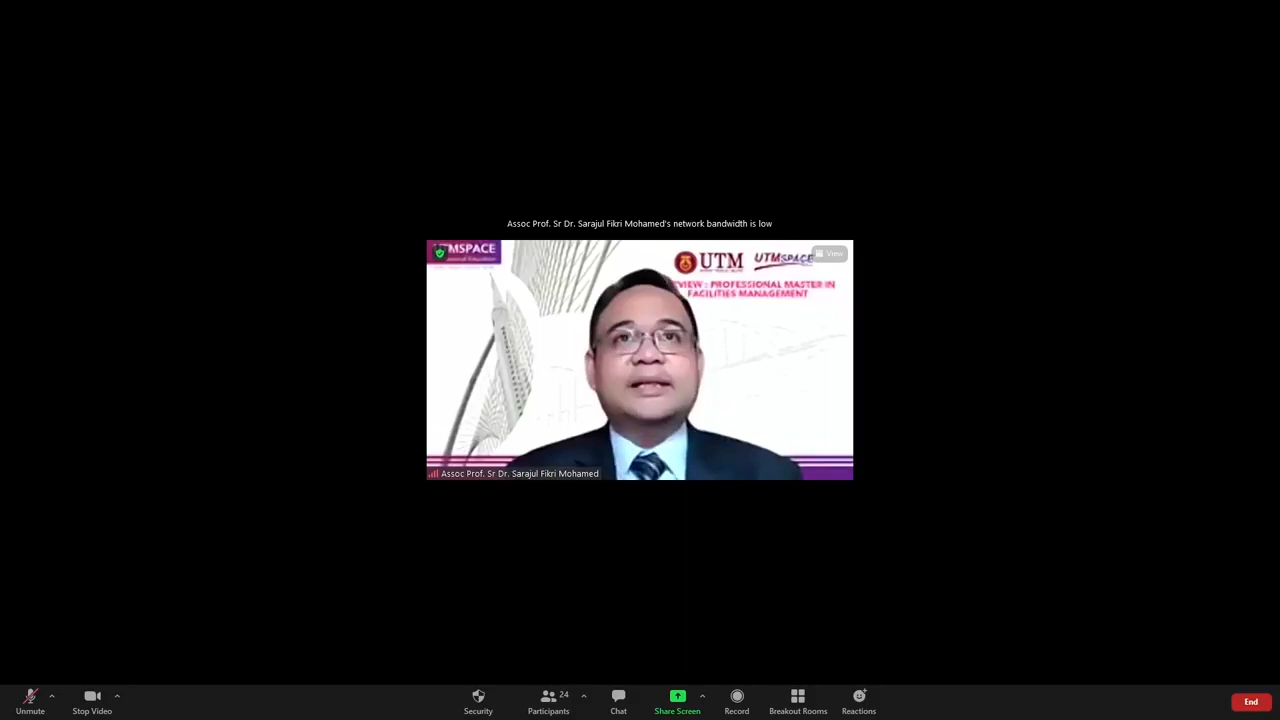 Assoc Prof. Sr Dr. Sarajul Fikri Mohamed's network bandwidth is low
MSPACE
View
UTM
UTMSPACE
VIEW : PROFESSIONAL MASTER IN
FACILITIES MANAGEMENT
Assoc Prof. Sr Dr. Sarajul Fikri Mohamed
Unmute
Stop Video
Security
Participants
24
Chat
Share Screen
Record
Breakout Rooms
Reactions
End